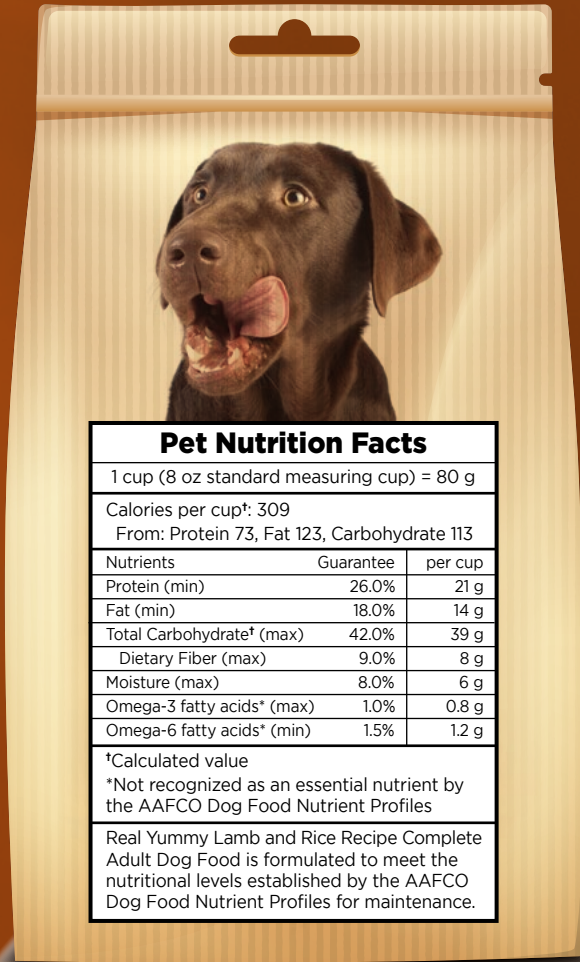 Pet Nutrition Facts
1 cup (8 oz standard measuring cup) = 80 g
Calories per cup†: 309
From: Protein 73, Fat 123, Carbohydrate 113
Nutrients Guarantee per cup
Protein (min) 26.0% 21 g
Fat (min) 18.0% 14 g
Total Carbohydrate† (max) 42.0% 39 g
Dietary Fiber (max) 9.0% 8 g
Moisture (max) 8.0% 6 g
Omega-3 fatty acids* (max) 1.0% 0.8 g
Omega-6 fatty acids* (min) 1.5% 1.2 g
†Calculated value
*Not recognized as an essential nutrient by
the AAFCO Dog Food Nutrient Profiles
Real Yummy Lamb and Rice Recipe Complete
Adult Dog Food is formulated to meet the
nutritional levels established by the AAFCO
Dog Food Nutrient Profiles for maintenance.